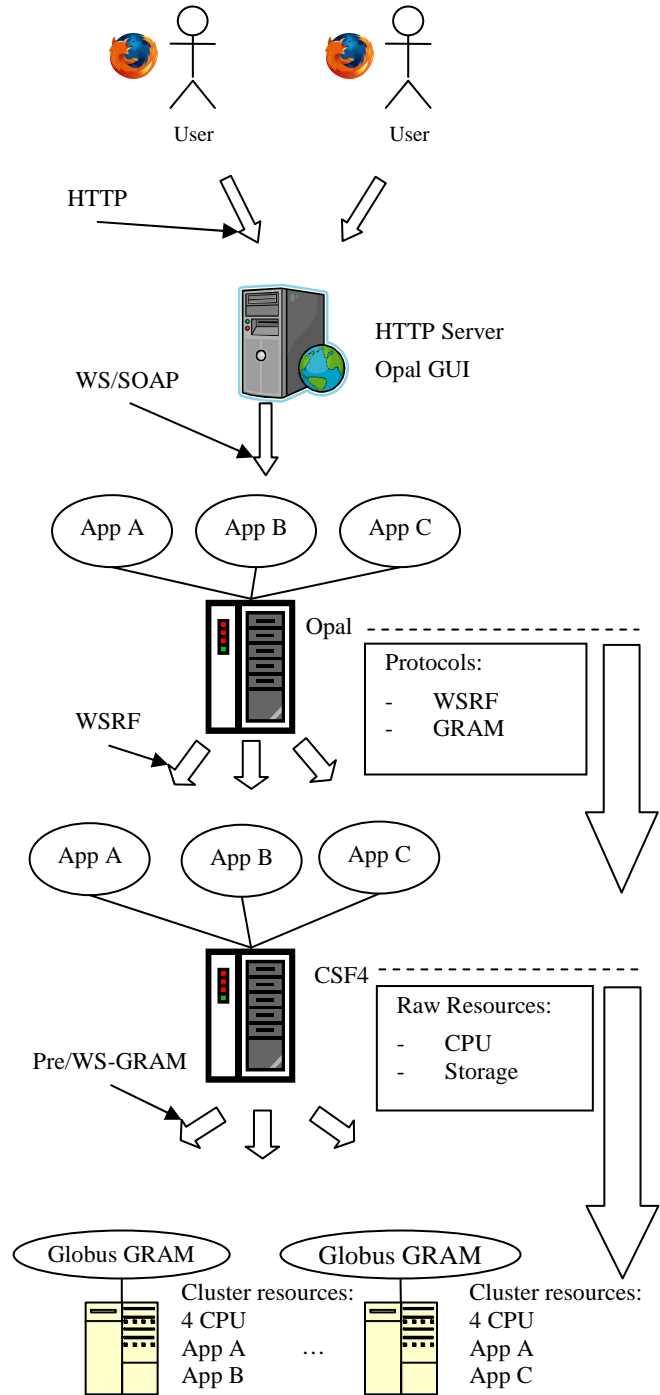 User
User
HTTP
HTTP Server
Opal GUI
WS/SOAP
App A
App B
App C
Opal
Protocols:
- WSRF
- GRAM
WSRF
App A
App B
App C
CSF4
Raw Resources:
- CPU
- Storage
Pre/WS-GRAM
Globus GRAM
Cluster resources:
4 CPU
App A
App B
…
Globus GRAM
Cluster resources:
4 CPU
App A
App C